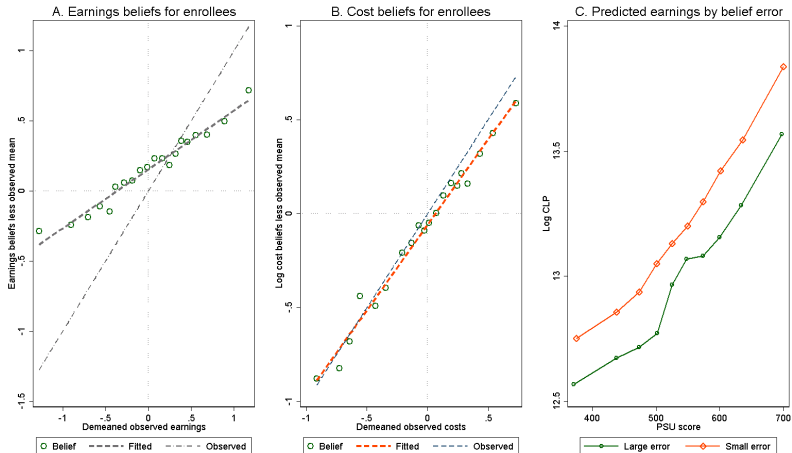 A. Earnings beliefs for enrollees
Earnings beliefs less observed mean
1
.5
0
-.5
-1
-1.5
-1 -.5 0 .5 1
Demeaned observed earnings
Belief Fitted Observed
B. Cost beliefs for enrollees
Log cost beliefs less observed mean
1
.5
0
-.5
-1
-1 -.5 0 .5 1
Demeaned observed costs
Belief Fitted Observed
C. Predicted earnings by belief error
Log CLP
14
13.5
13
12.5
400 500 600 700
PSU score
Large error Small error